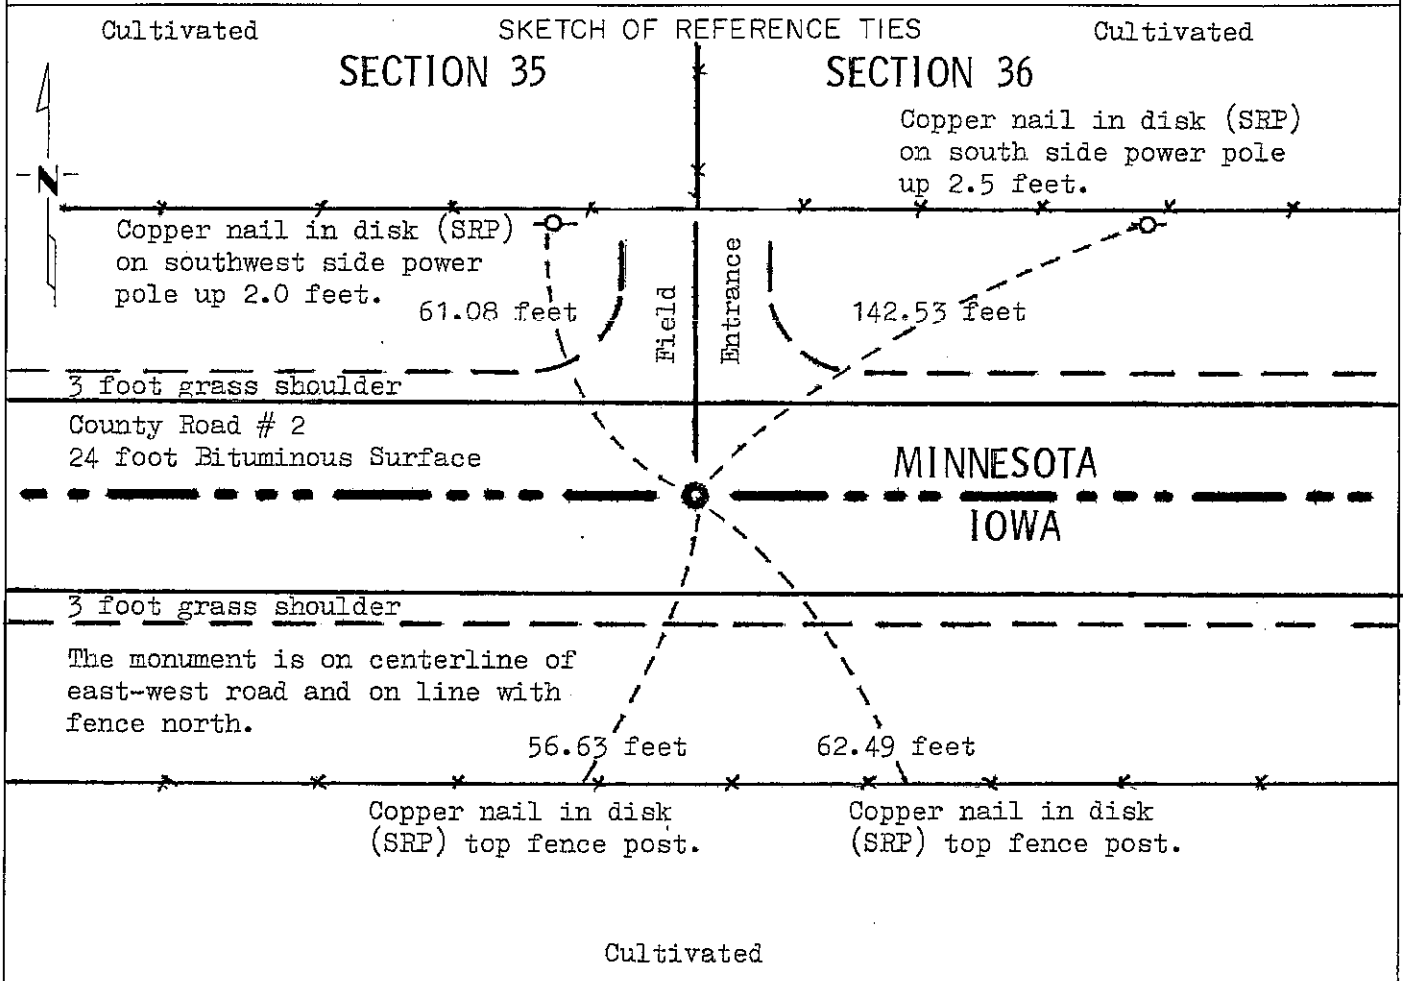 Cultivated
SKETCH OF REFERENCE TIES
Cultivated
SECTION 35
SECTION 36
Copper nail in disk (SRP)
on south side power pole
up 2.5 feet.
N
Copper nail in disk (SRP)
on southwest side power
pole up 2.0 feet.
61.08 feet
Field
Entrance
142.53 feet
3 foot grass shoulder
County Road # 2
24 foot Bituminous Surface
MINNESOTA
IOWA
3 foot grass shoulder
The monument is on centerline of
east-west road and on line with
fence north.
56.63 feet
62.49 feet
Copper nail in disk
(SRP) top fence post.
Copper nail in disk
(SRP) top fence post.
Cultivated